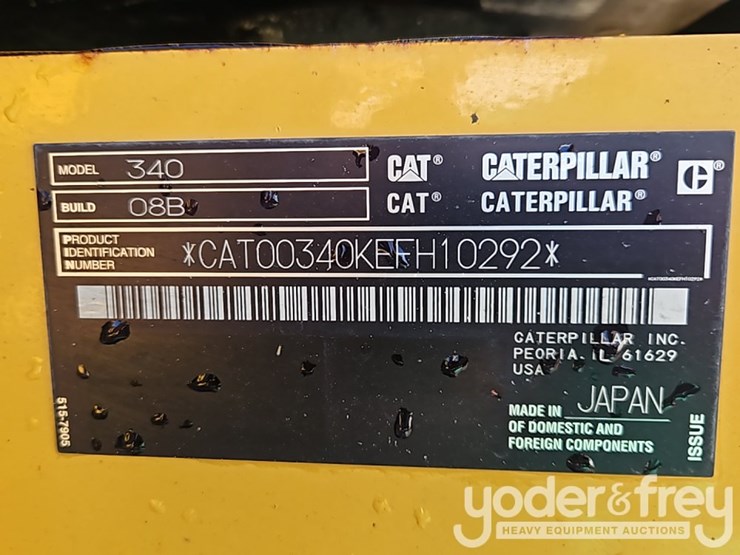 MODEL 340
CAT® CATERPILLAR® C
BUILD 08B
CAT® CATERPILLAR®
PRODUCT
IDENTIFICATION
NUMBER
*CAT00340KEFH10292*
*CAT00340KEFH10292*
CATERPILLAR INC.
PEORIA, IL 61629
USA
MADE IN JAPAN
OF DOMESTIC AND
FOREIGN COMPONENTS
ISSUE
515-7905
yoder&frey
HEAVY EQUIPMENT AUCTIONS